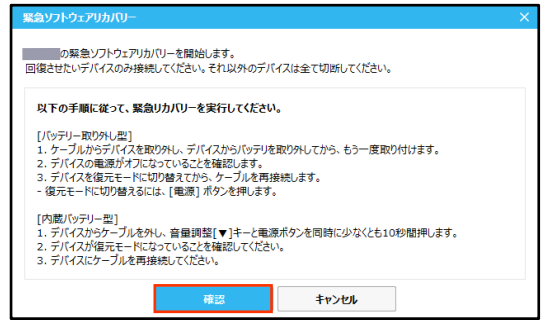 緊急ソフトウェアリカバリー
の緊急ソフトウェアリカバリーを開始します。
回復させたいデバイスのみ接続してください。それ以外のデバイスは全て切断してください。
以下の手順に従って、緊急リカバリーを実行してください。
[バッテリー取り外し型]
1. ケーブルからデバイスを取り外し、デバイスからバッテリを取り外してから、もう一度取り付けます。
2. デバイスの電源がオフになっていることを確認します。
3. デバイスを復元モードに切り替えてから、ケーブルを再接続します。
- 復元モードに切り替えるには、[電源] ボタンを押します。
[内蔵バッテリー型]
1. デバイスからケーブルを外し、音量調整[▼]キーと電源ボタンを同時に少なくとも10秒間押します。
2. デバイスが復元モードになっていることを確認してください。
3. デバイスにケーブルを再接続してください。
確認
キャンセル